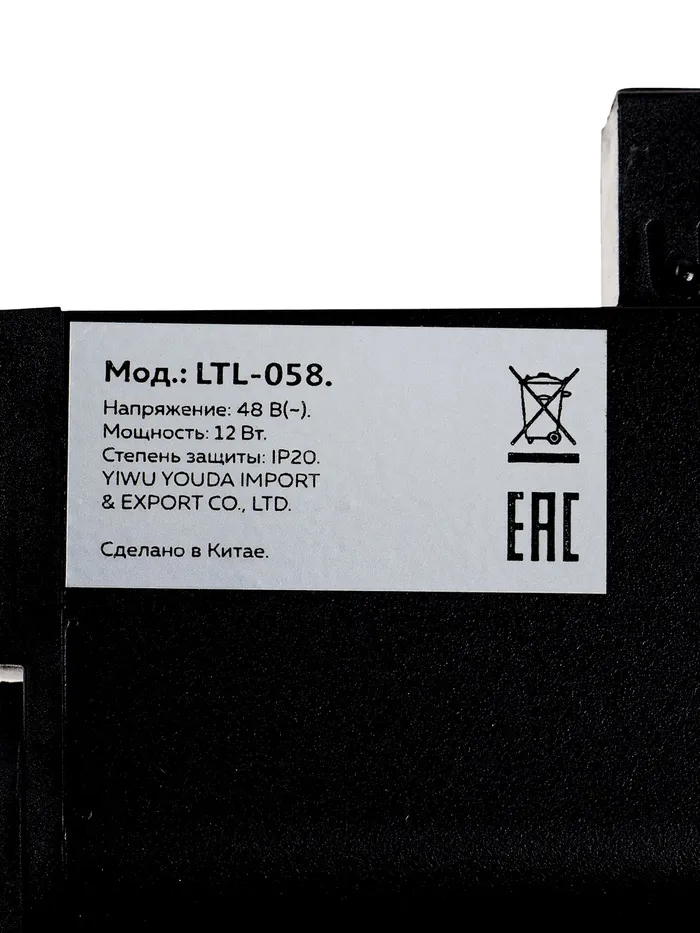 Мод.: LTL-058.
Напряжение: 48 В(~).
Мощность: 12 Вт.
Степень защиты: IP20.
YIWU YOUDA IMPORT
& EXPORT CO., LTD.
Сделано в Китае.
EAC